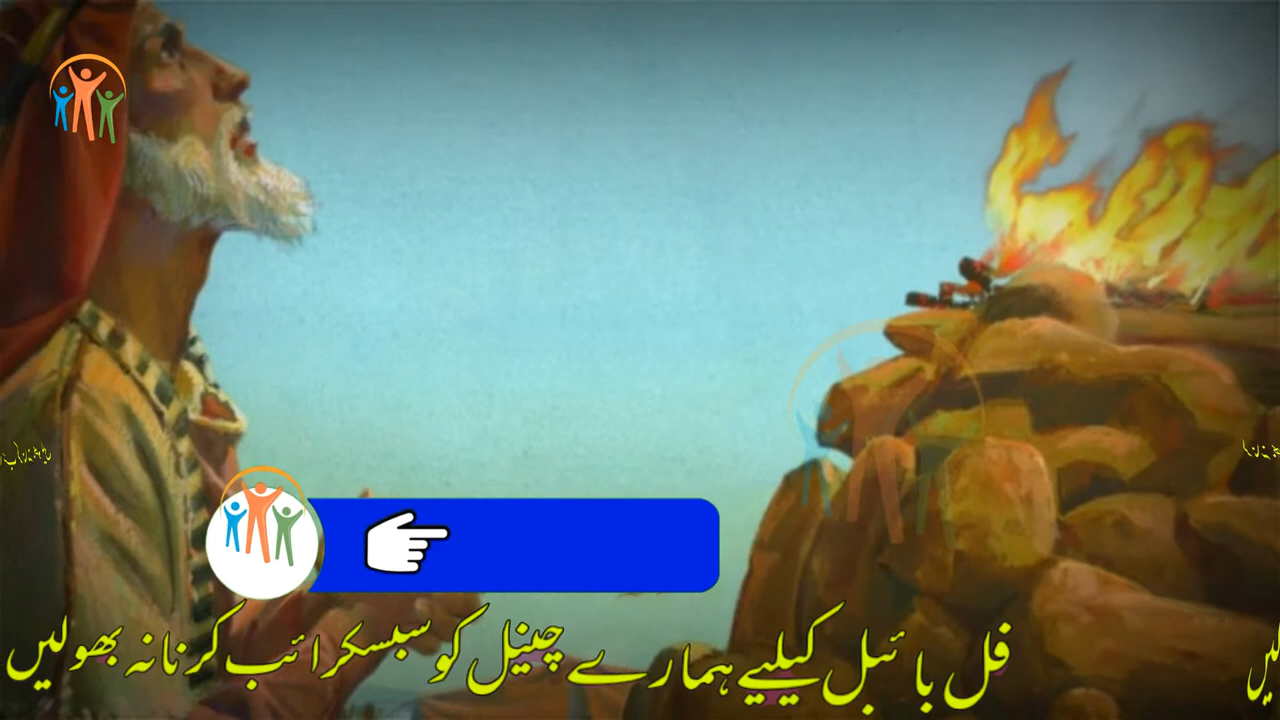 فل بائبل کیلیے ہمارے چینل کو سبسکرائب کرنا نہ بھولیں